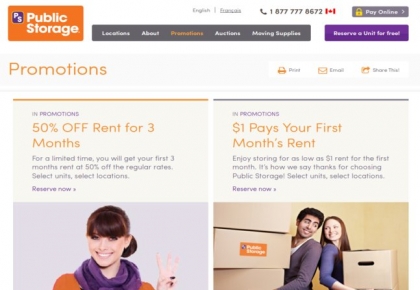 PS Public
Storage
English | Français
1 877 777 8672
Pay Online
Locations About Promotions Auctions Moving Supplies
Reserve a Unit for free!
Promotions
Print Email Share This!
IN PROMOTIONS
50% OFF Rent for 3
Months
For a limited time, you will get your first 3
months rent at 50% off the regular rates.
Select units, select locations.
Reserve now »
IN PROMOTIONS
$1 Pays Your First
Month's Rent
Enjoy storing for as low as $1 rent for the first
month. It's how we say thanks for choosing
Public Storage! Select units, select locations.
Reserve now »
Public
Storage